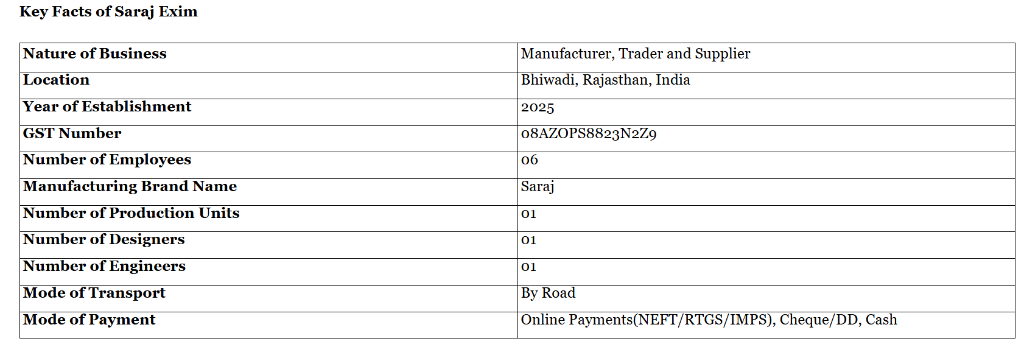 Key Facts of Saraj Exim
Nature of Business Manufacturer, Trader and Supplier
Location Bhiwadi, Rajasthan, India
Year of Establishment 2025
GST Number 08AZOPS8823N2Z9
Number of Employees 06
Manufacturing Brand Name Saraj
Number of Production Units 01
Number of Designers 01
Number of Engineers 01
Mode of Transport By Road
Mode of Payment Online Payments(NEFT/RTGS/IMPS), Cheque/DD, Cash